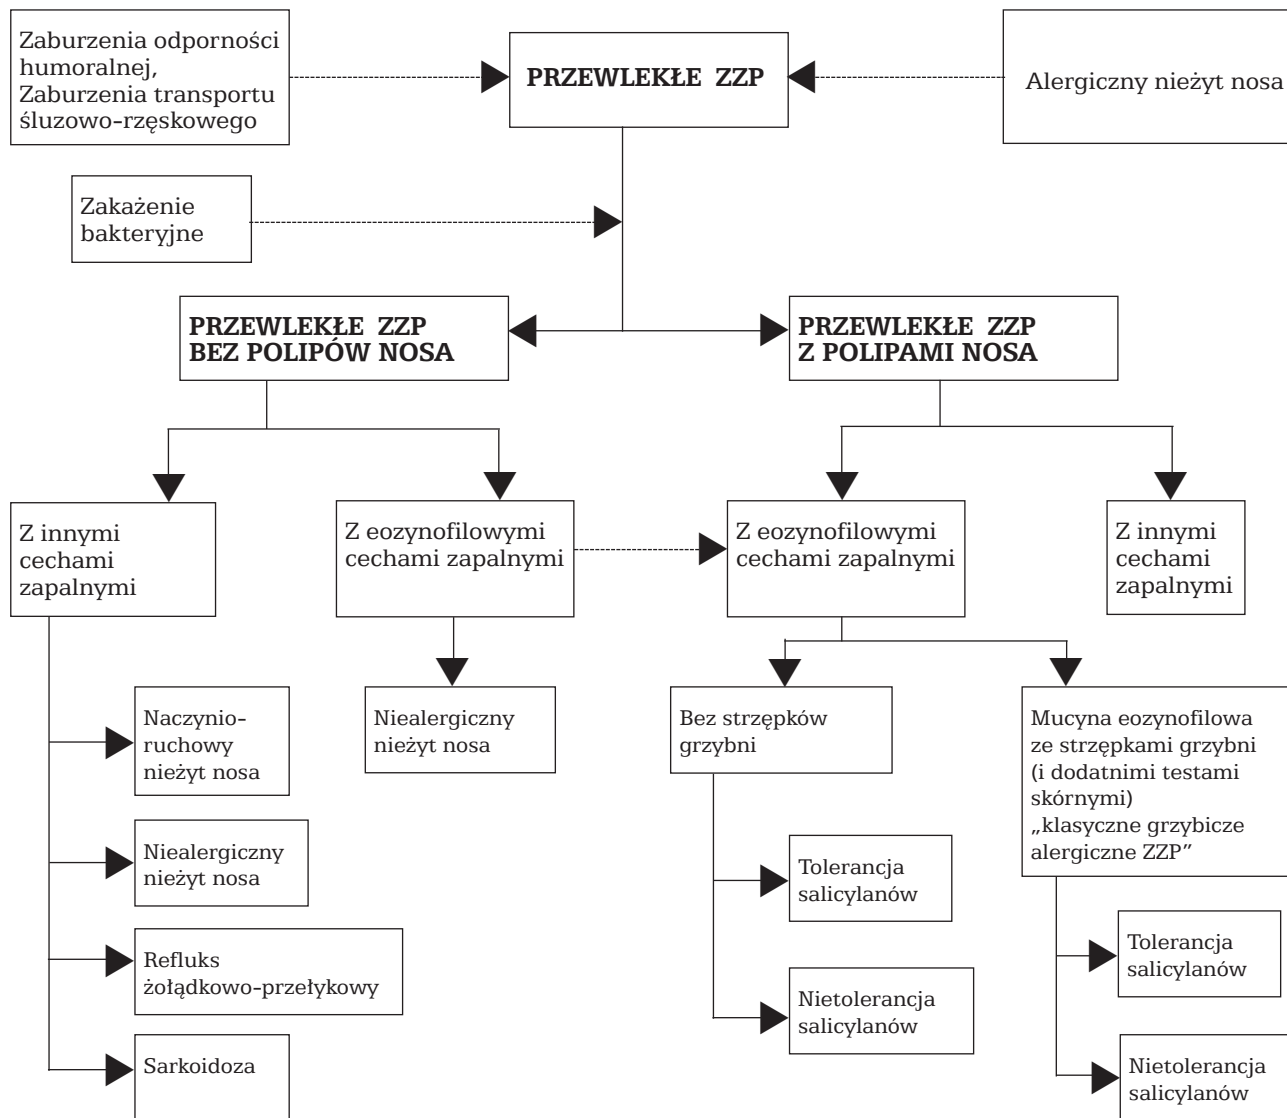 Zaburzenia odporności
humoralnej,
Zaburzenia transportu
śluzowo-rzęskowego
PRZEWLEKŁE ZZP
Alergiczny nieżyt nosa
Zakażenie
bakteryjne
PRZEWLEKŁE ZZP
BEZ POLIPÓW NOSA
PRZEWLEKŁE ZZP
Z POLIPAMI NOSA
Z innymi
cechami
zapalnymi
Z eozynofilowymi
cechami zapalnymi
Z eozynofilowymi
cechami zapalnymi
Z innymi
cechami
zapalnymi
Naczynio-
ruchowy
nieżyt nosa
Niealergiczny
nieżyt nosa
Refluks
żołądkowo-przełykowy
Sarkoidoza
Niealergiczny
nieżyt nosa
Bez strzępków
grzybni
Tolerancja
salicylanów
Nietolerancja
salicylanów
Mucyna eozynofilowa
ze strzępkami grzybni
(i dodatnimi testami
skórnymi)
„klasyczne grzybicze
alergiczne ZZP”
Tolerancja
salicylanów
Nietolerancja
salicylanów